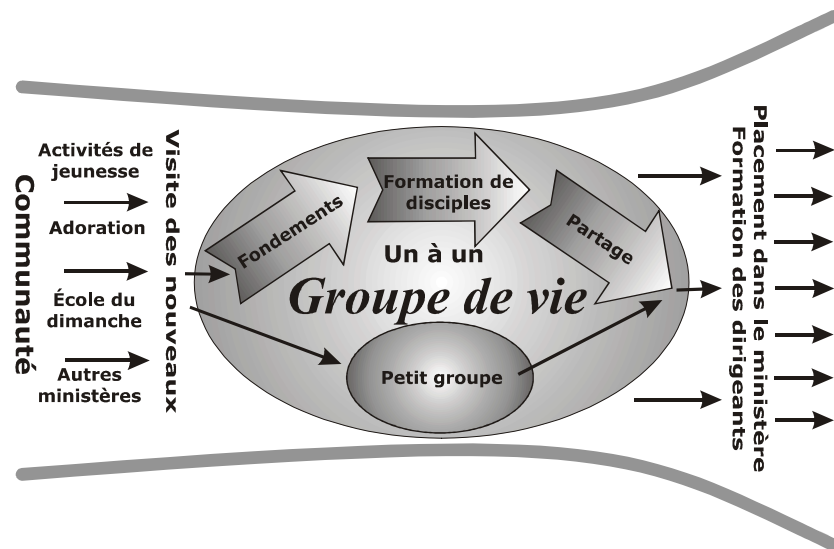 Communauté
Activités de
jeunesse
Adoration
École du
dimanche
Autres
ministères
Visite des nouveaux
Fondements
Formation de
disciples
Partage
Un à un
Groupe de vie
Petit groupe
Formation des dirigeants
Placement dans le ministère